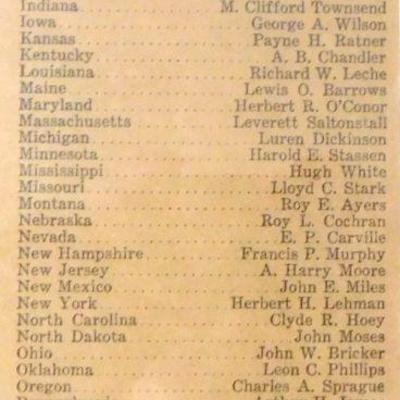 Indiana.......... M. Clifford Townsend
Iowa.......... George A. Wilson
Kansas.......... Payne H. Ratner
Kentucky.......... A. B. Chandler
Louisiana.......... Richard W. Leche
Maine.......... Lewis O. Barrows
Maryland.......... Herbert R. O'Conor
Massachusetts.......... Leverett Saltonstall
Michigan.......... Luren Dickinson
Minnesota.......... Harold E. Stassen
Mississippi.......... Hugh White
Missouri.......... Lloyd C. Stark
Montana.......... Roy E. Ayers
Nebraska.......... Roy L. Cochran
Nevada.......... E. P. Carville
New Hampshire.......... Francis P. Murphy
New Jersey.......... A. Harry Moore
New Mexico.......... John E. Miles
New York.......... Herbert H. Lehman
North Carolina.......... Clyde R. Hoey
North Dakota.......... John Moses
Ohio.......... John W. Bricker
Oklahoma.......... Leon C. Phillips
Oregon.......... Charles A. Sprague